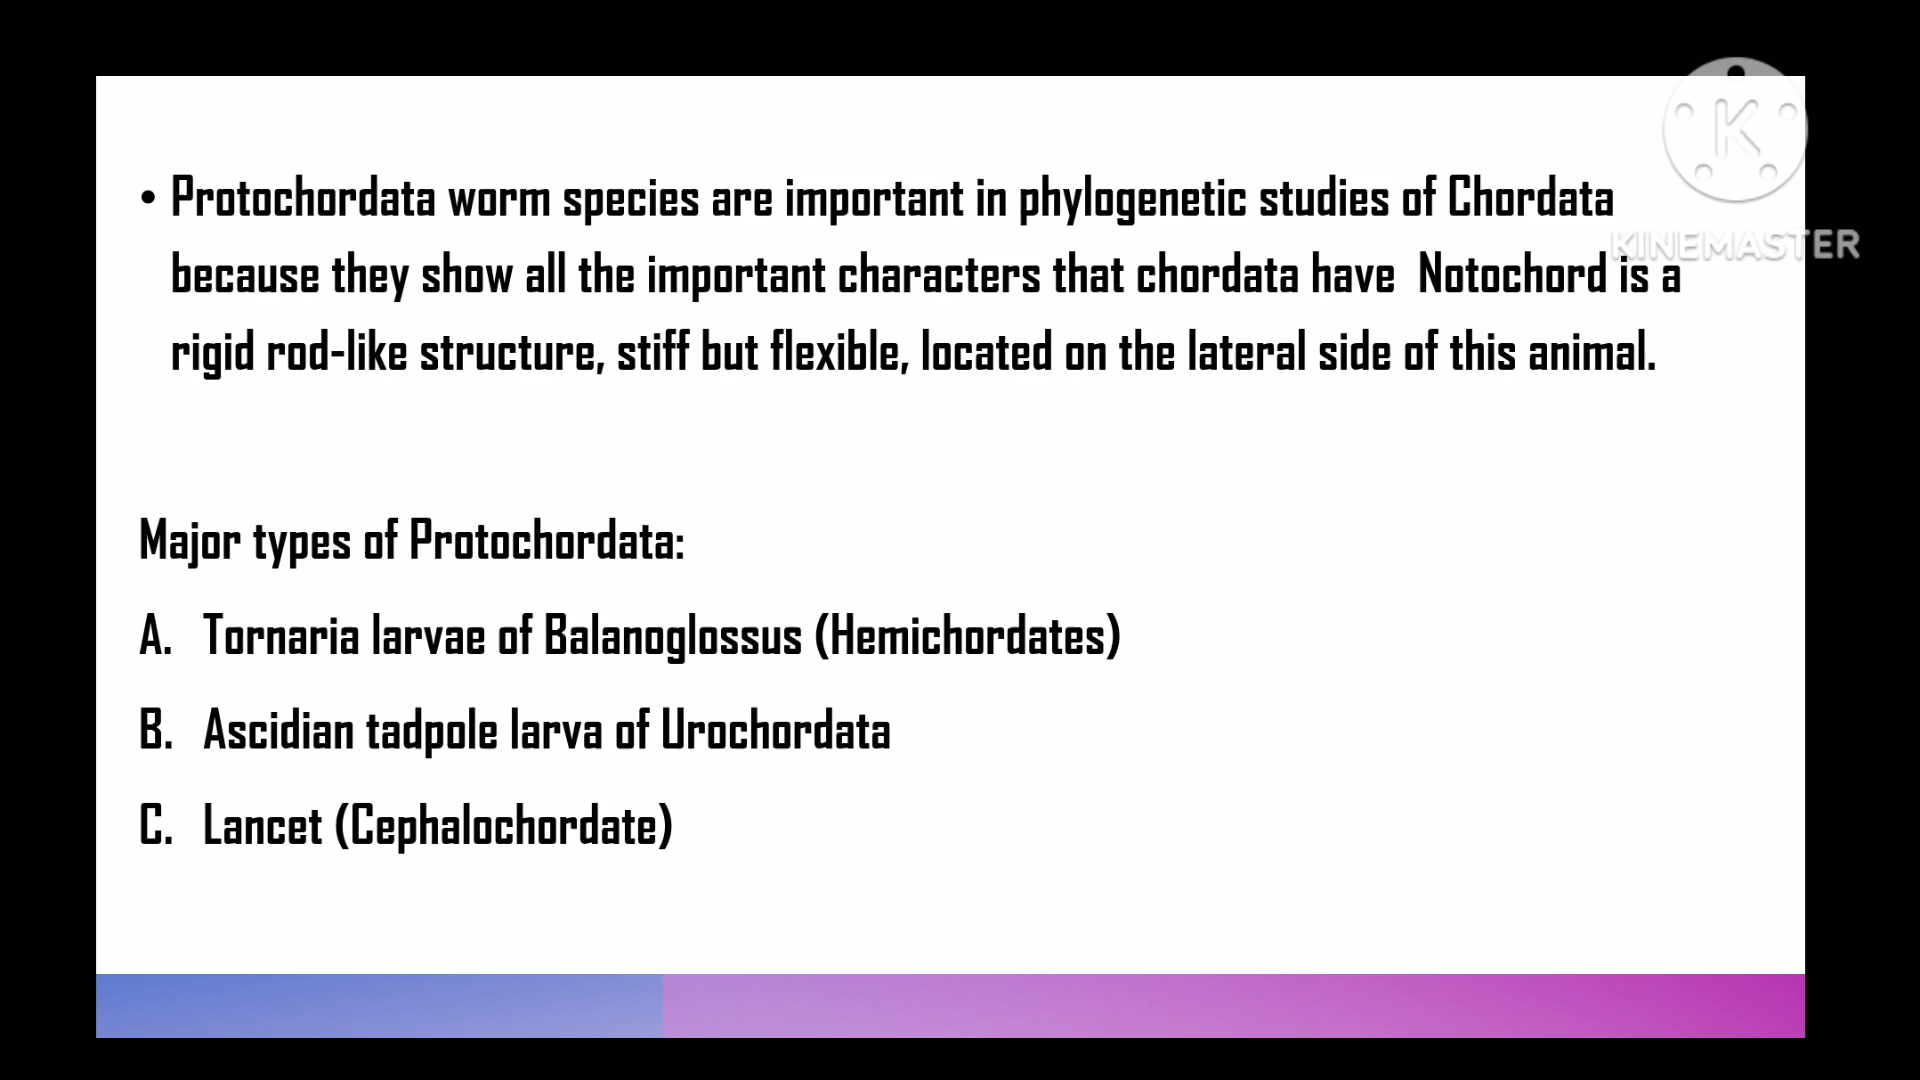 • Protochordata worm species are important in phylogenetic studies of Chordata
because they show all the important characters that chordata have  Notochord is a
rigid rod-like structure, stiff but flexible, located on the lateral side of this animal.
K
KINEMASTER
Major types of Protochordata:
A. Tornaria larvae of Balanoglossus (Hemichordates)
B. Ascidian tadpole larva of Urochordata
C. Lancet (Cephalochordate)